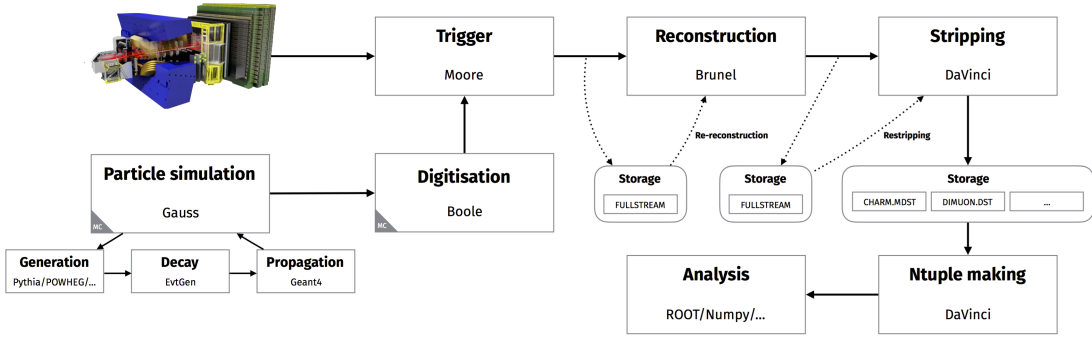 Trigger
Moore
Reconstruction
Brunel
Stripping
DaVinci
Re-reconstruction
Restripping
Particle simulation
Gauss
MC
Digitisation
Boole
MC
Storage
FULLSTREAM
Storage
FULLSTREAM
Storage
CHARM.MDST
DIMUON.DST
...
Generation
Pythia/POWHEG/...
Decay
EvtGen
Propagation
Geant4
Analysis
ROOT/Numpy/...
Ntuple making
DaVinci